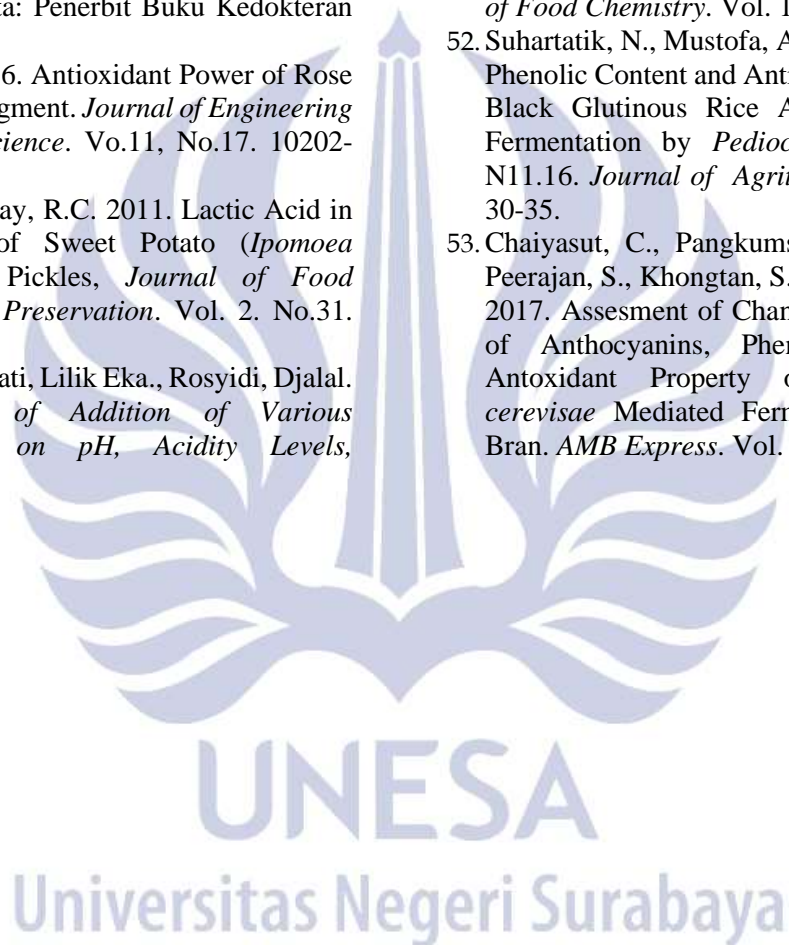 ta: Penerbit Buku Kedokteran
6. Antioxidant Power of Rose
gment. Journal of Engineering
cience. Vo.11, No.17. 10202-
ay, R.C. 2011. Lactic Acid in
of Sweet Potato (Ipomoea
Pickles, Journal of Food
Preservation. Vol. 2. No.31.
ati, Lilik Eka., Rosyidi, Djalal.
of Addition of Various
on pH, Acidity Levels,
of Food Chemistry. Vol. 1
52. Suhartatik, N., Mustofa, A
Phenolic Content and Anti
Black Glutinous Rice A
Fermentation by Pedioc
N11.16. Journal of Agrit
30-35.
53. Chaiyasut, C., Pangkums
Peerajan, S., Khongtan, S.
2017. Assesment of Chan
of Anthocyanins, Phen
Antoxidant Property o
cerevisae Mediated Ferm
Bran. AMB Express. Vol.
UNESA
Universitas Negeri Surabaya